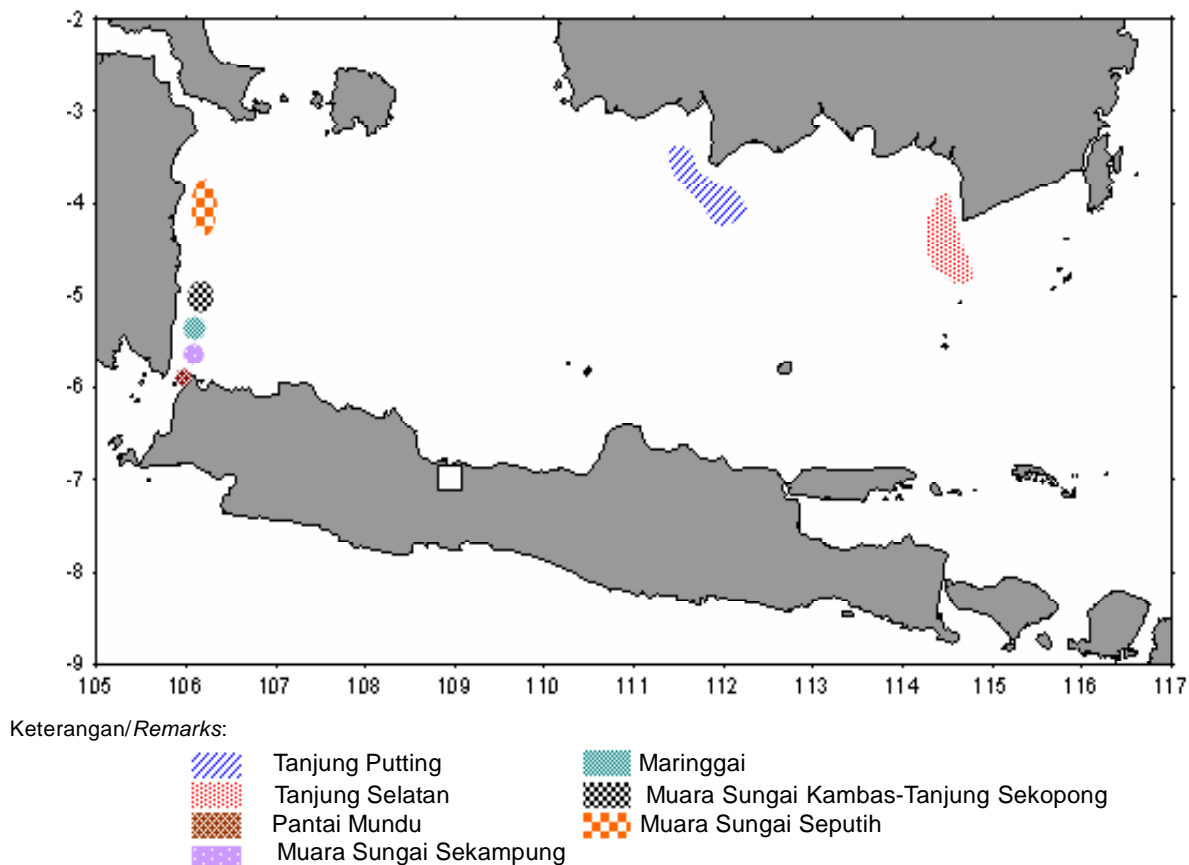 -2
-3
-4
-5
-6
-7
-8
-9
105 106 107 108 109 110 111 112 113 114 115 116 117
Keterangan/Remarks:
Tanjung Putting
Maringgai
Tanjung Selatan
Muara Sungai Kambas-Tanjung Sekopong
Pantai Mundu
Muara Sungai Seputih
Muara Sungai Sekampung